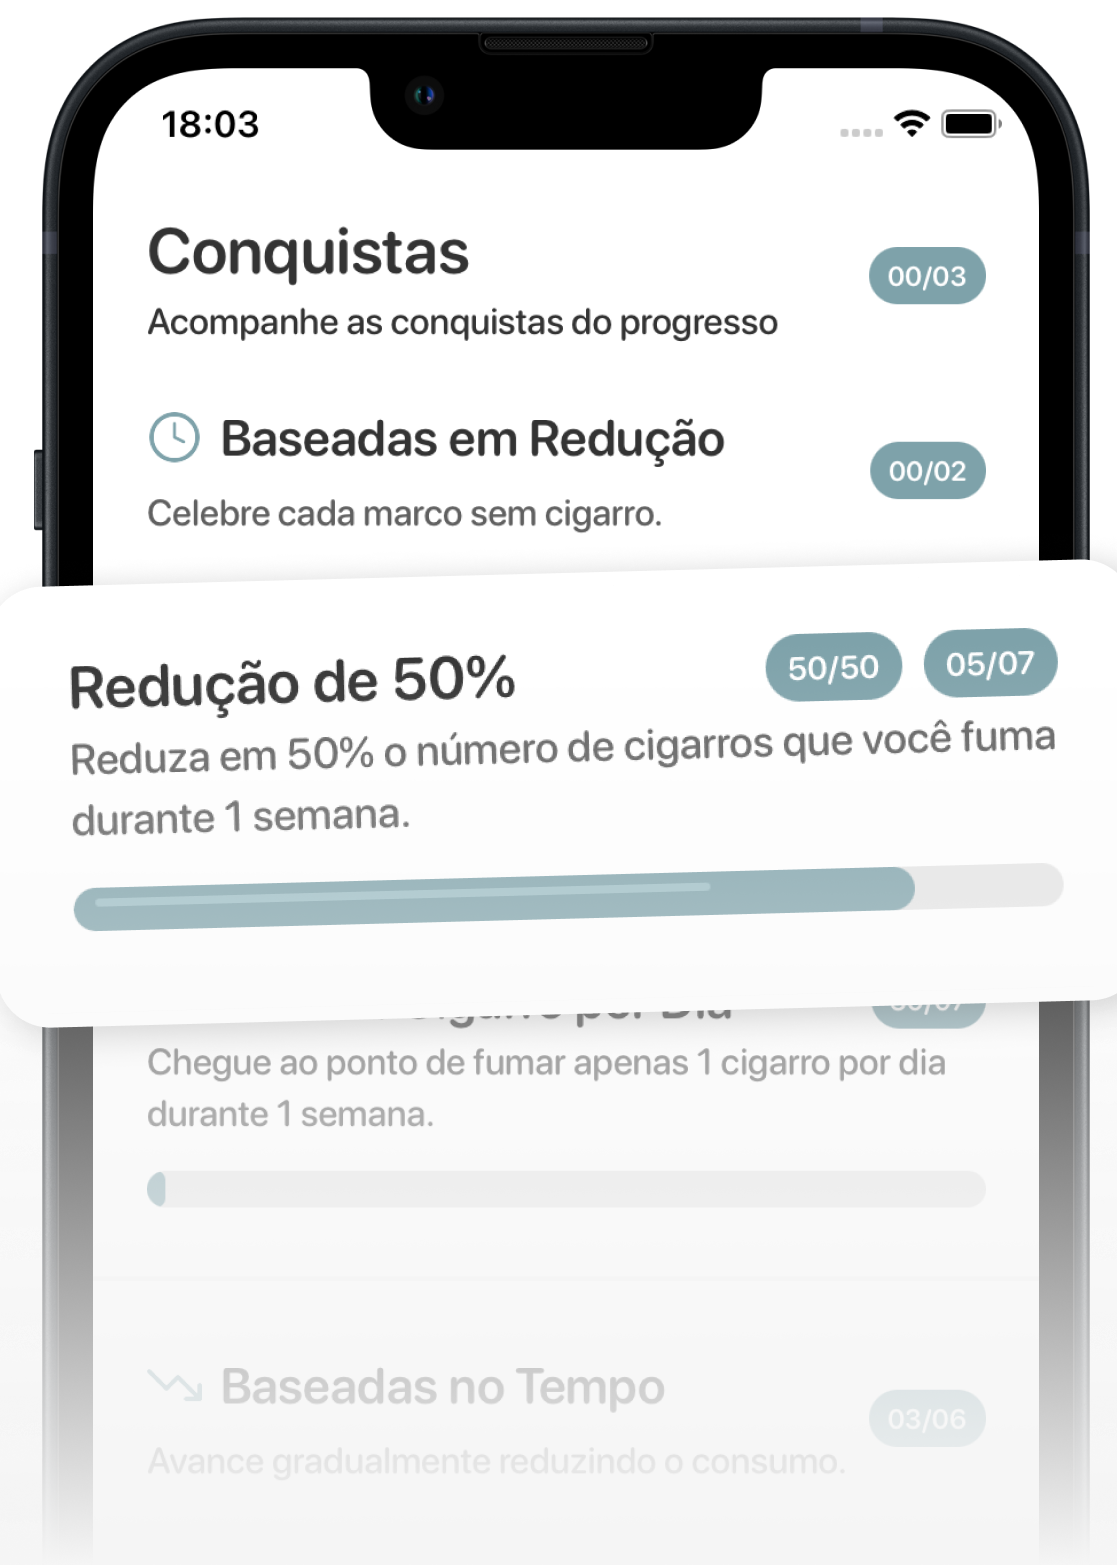 18:03
Conquistas
00/03
Acompanhe as conquistas do progresso
Baseadas em Redução
00/02
Celebre cada marco sem cigarro.
Redução de 50%
50/50
05/07
Reduza em 50% o número de cigarros que você fuma
durante 1 semana.
Cigarro por Dia
Chegue ao ponto de fumar apenas 1 cigarro por dia
durante 1 semana.
Baseadas no Tempo
03/06
Avance gradualmente reduzindo o consumo.